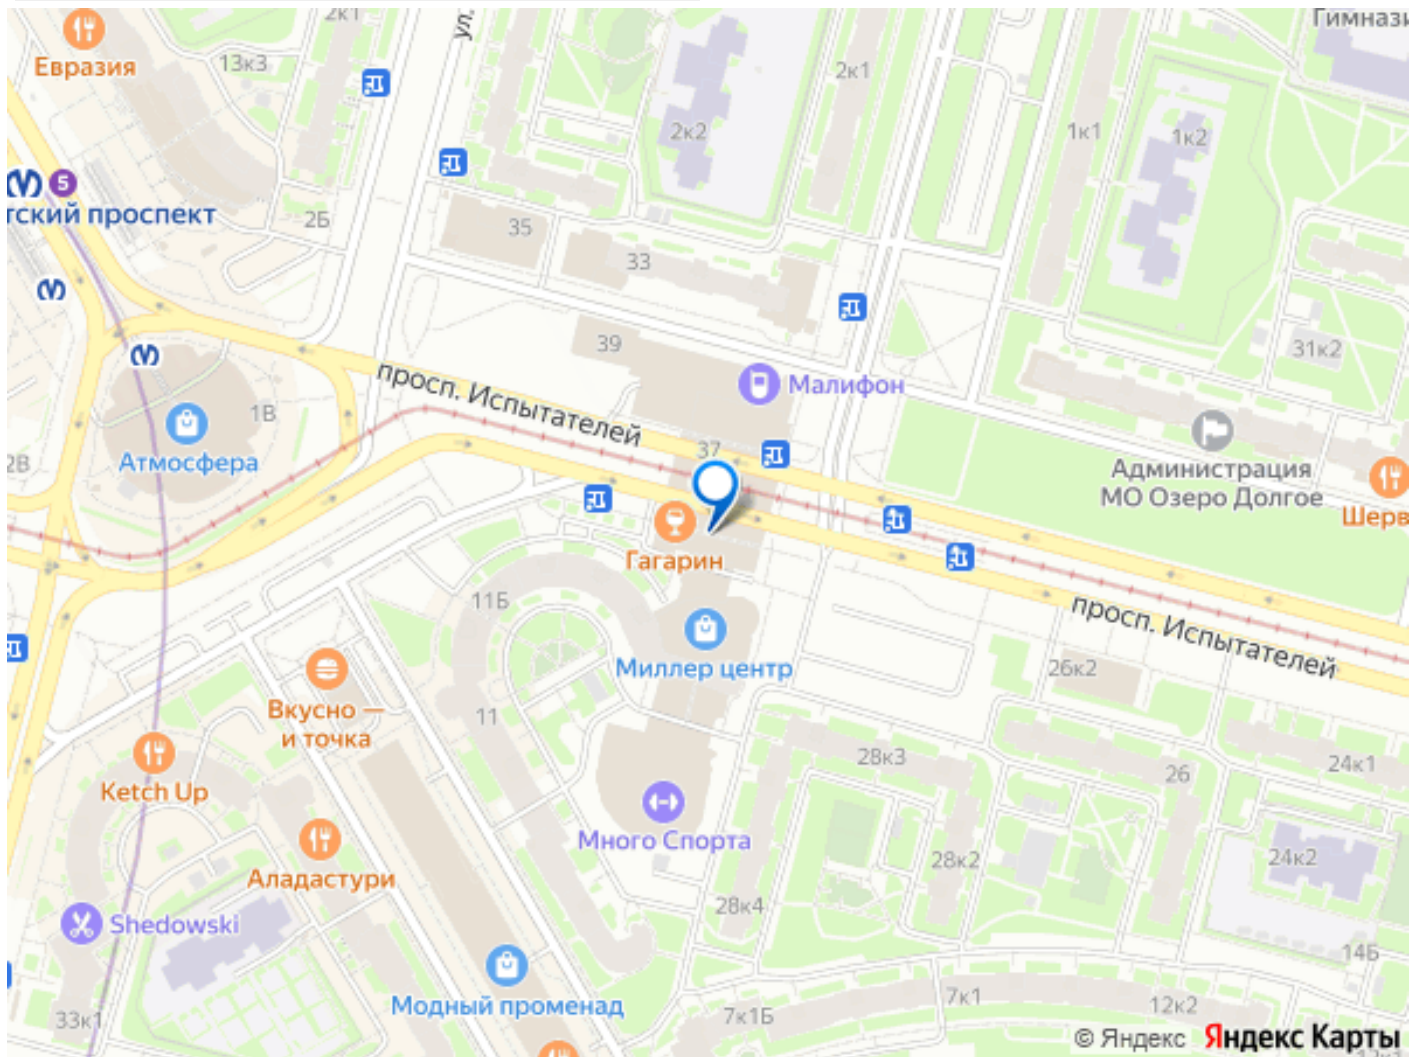 2к1
Гимнази
ул.
Евразия
13к3
2к1
2к2
1к1
1к2
5
тский проспект
2Б
35
33
39
31к2
просп. Испытателей
Малифон
1В
37
Атмосфера
2В
Администрация
МО Озеро Долгое
Шерв
Гагарин
11Б
просп. Испытателей
Миллер центр
26к2
Вкусно —
и точка
11
28к3
26
24к1
Ketch Up
Много Спорта
Аладастури
28к2
24к2
28к4
Shedowski
14Б
Модный променад
7к1Б
7к1
12к2
33к1
© Яндекс Яндекс Карты